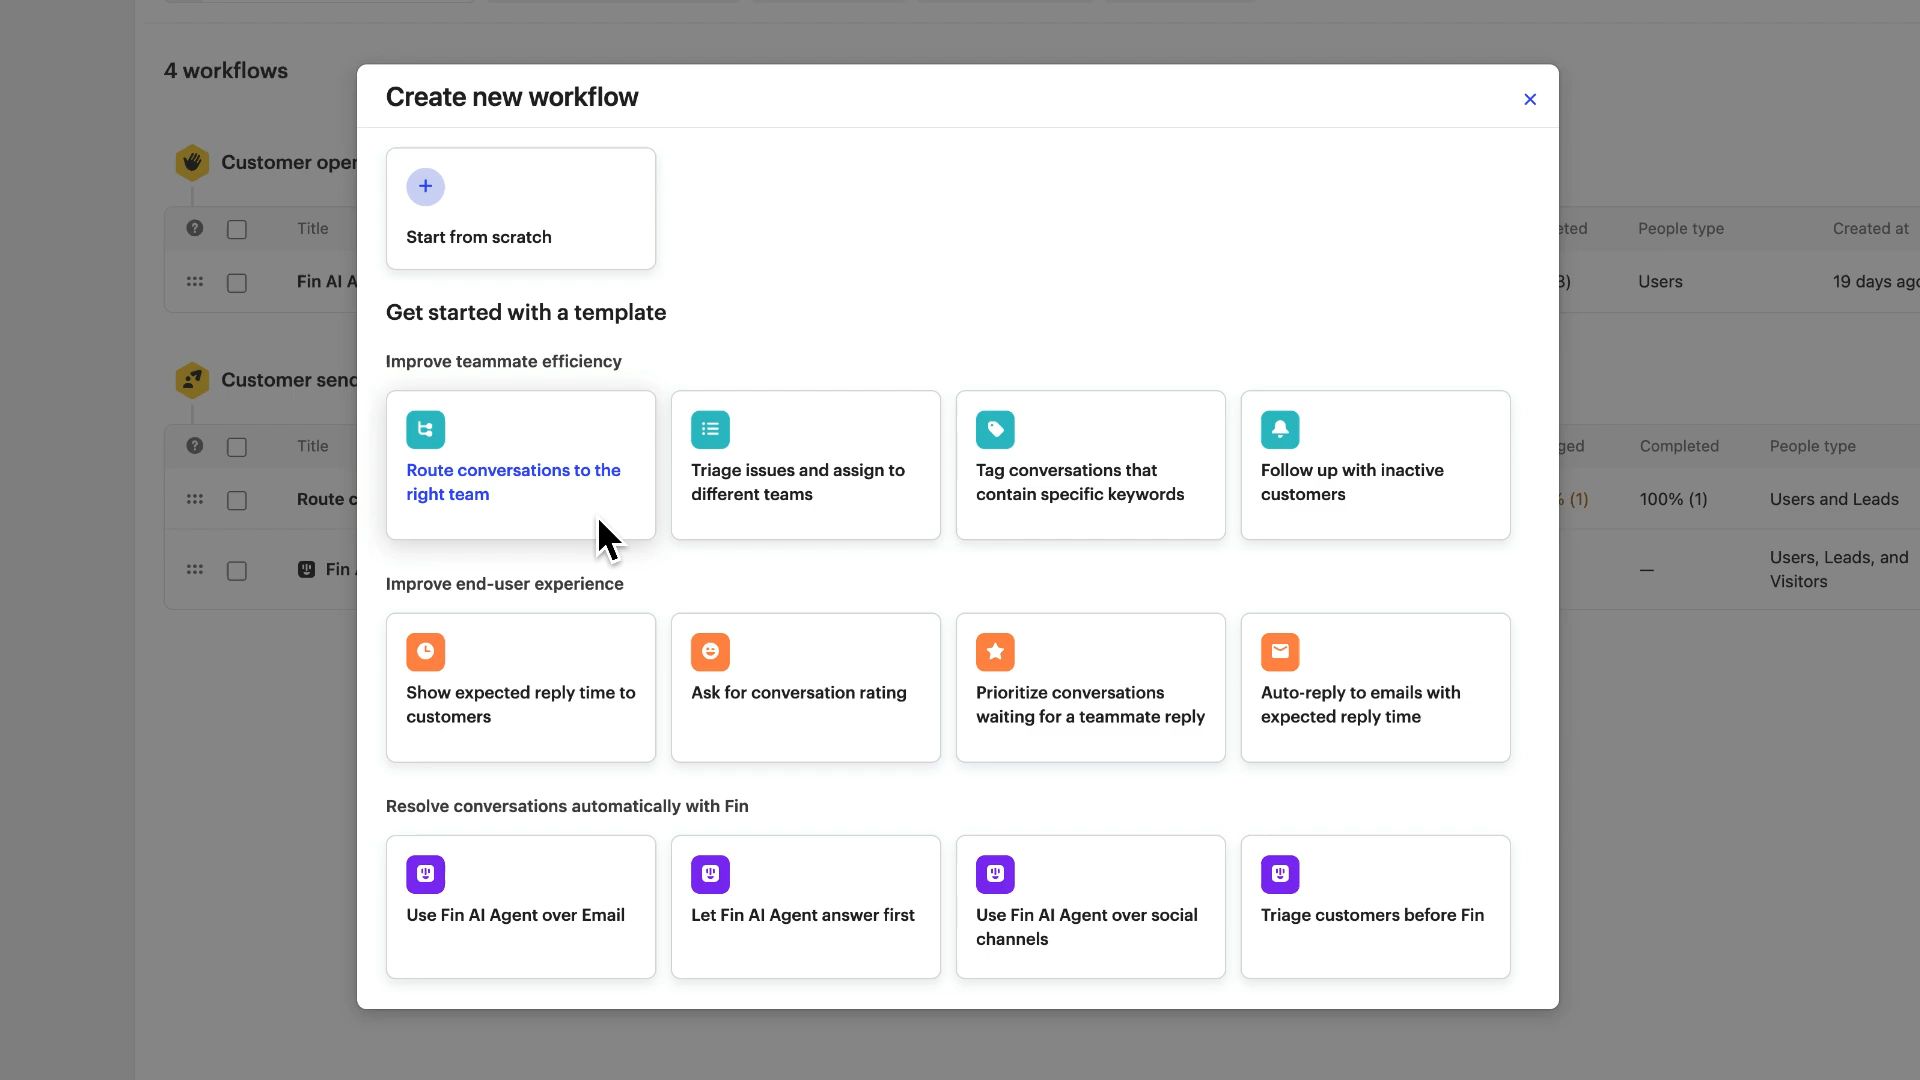 4 workflows
Create new workflow
Customer open
Start from scratch
Title
People type
Created at
Fin AI A
3)
Users
19 days ago
Get started with a template
Improve teammate efficiency
Customer send
Route conversations to the
right team
Triage issues and assign to
different teams
Tag conversations that
contain specific keywords
Follow up with inactive
customers
Title
Completed
People type
Route c
(1)
100% (1)
Users and Leads
Fin
—
Users, Leads, and
Visitors
Improve end-user experience
Show expected reply time to
customers
Ask for conversation rating
Prioritize conversations
waiting for a teammate reply
Auto-reply to emails with
expected reply time
Resolve conversations automatically with Fin
Use Fin AI Agent over Email
Let Fin AI Agent answer first
Use Fin AI Agent over social
channels
Triage customers before Fin